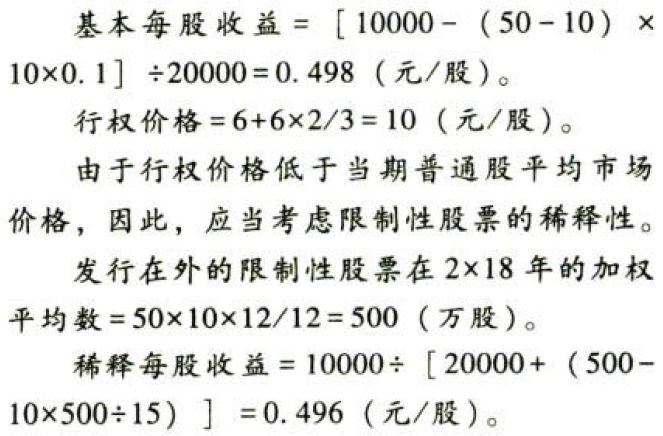 基本每股收益=［10000-（50-10）×
10×0.1］÷20000=0.498（元/股）。
行权价格=6+6×2/3=10（元/股）。
由于行权价格低于当期普通股平均市场
价格，因此，应当考虑限制性股票的稀释性。
发行在外的限制性股票在2×18年的加权
平均数=50×10×12/12=500（万股）。
稀释每股收益=10000÷［20000+（500-
10×500÷15）］=0.496（元/股）。